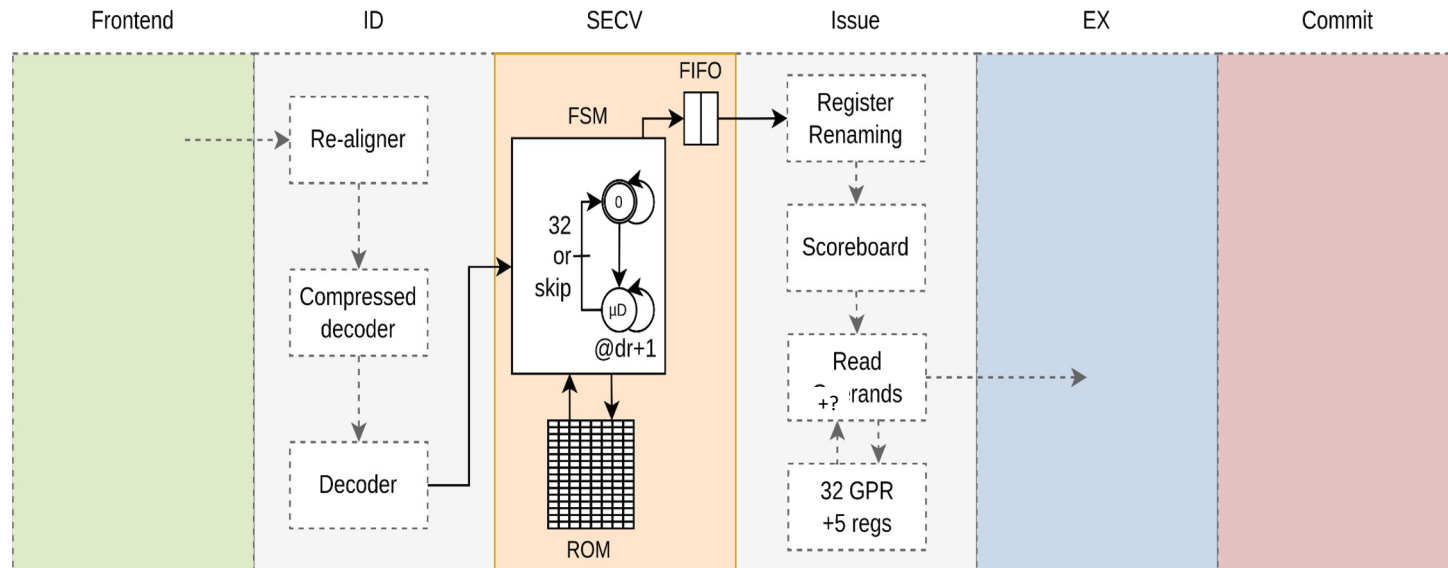 Frontend
ID
SECV
Issue
EX
Commit
Re-aligner
Compressed
decoder
Decoder
FSM
FIFO
0
32
or
skip
µD
@dr+1
ROM
Register
Renaming
Scoreboard
Read
+?
32 GPR
+5 regs